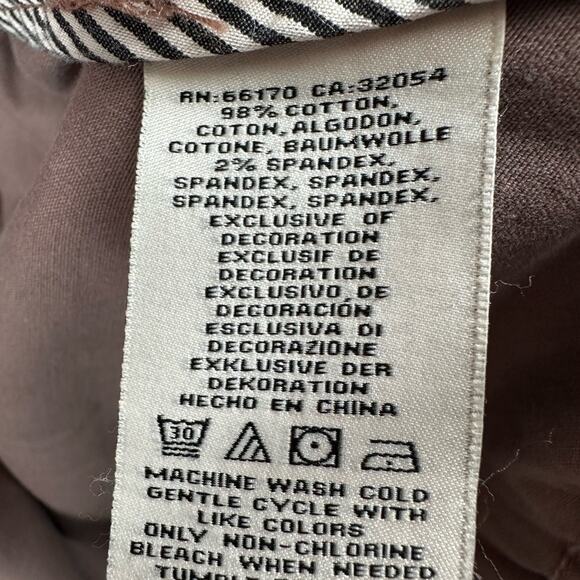 RN:66170 CA:32054
98% COTTON,
COTON, ALGODON,
COTONE, BAUMWOLLE
2% SPANDEX,
SPANDEX, SPANDEX,
SPANDEX, SPANDEX,
EXCLUSIVE OF
DECORATION
EXCLUSIF DE
DECORATION
EXCLUSIVO DE
DECORACIÓN
ESCLUSIVA DI
DECORAZIONE
EXKLUSIVE DER
DEKORATION
HECHO EN CHINA
30
MACHINE WASH COLD
GENTLE CYCLE WITH
LIKE COLORS
ONLY NON-CHLORINE
BLEACH WHEN NEEDED